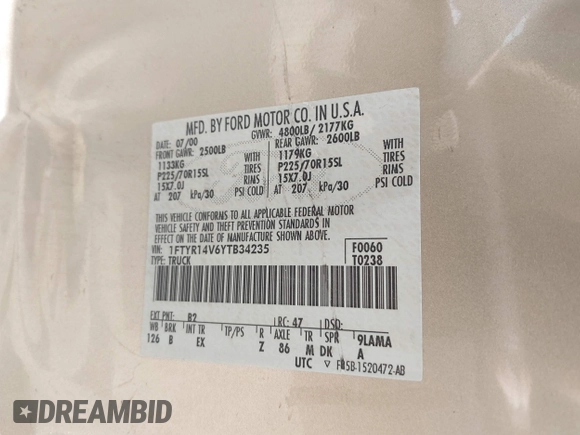 MFD. BY FORD MOTOR CO. IN U.S.A.
DATE: 07/00 GVWR: 4800LB/ 2177KG
FRONT GAWR: 2500LB REAR GAWR: 2600LB
1133KG WITH 1179KG WITH
P225/70R15SL TIRES P225/70R15SL TIRES
15X7.0J RIMS 15X7.0J RIMS
AT 207 kPa/30 PSI COLD AT 207 kPa/30 PSI COLD
THIS VEHICLE CONFORMS TO ALL APPLICABLE FEDERAL MOTOR
VEHICLE SAFETY AND THEFT PREVENTION STANDARDS IN
EFFECT ON THE DATE OF MANUFACTURE SHOWN ABOVE.
VIN: 1FTYR14V6YTB34235 F0060
TYPE: TRUCK T0238
EXT PNT: B2 RC: 47 DSO:
WB BRK INT TR TP/PS R AXLE TR SPR 9LAMA
126 B EX Z 86 M DK A
UTC F45B-1520472-AB
DREAMBID